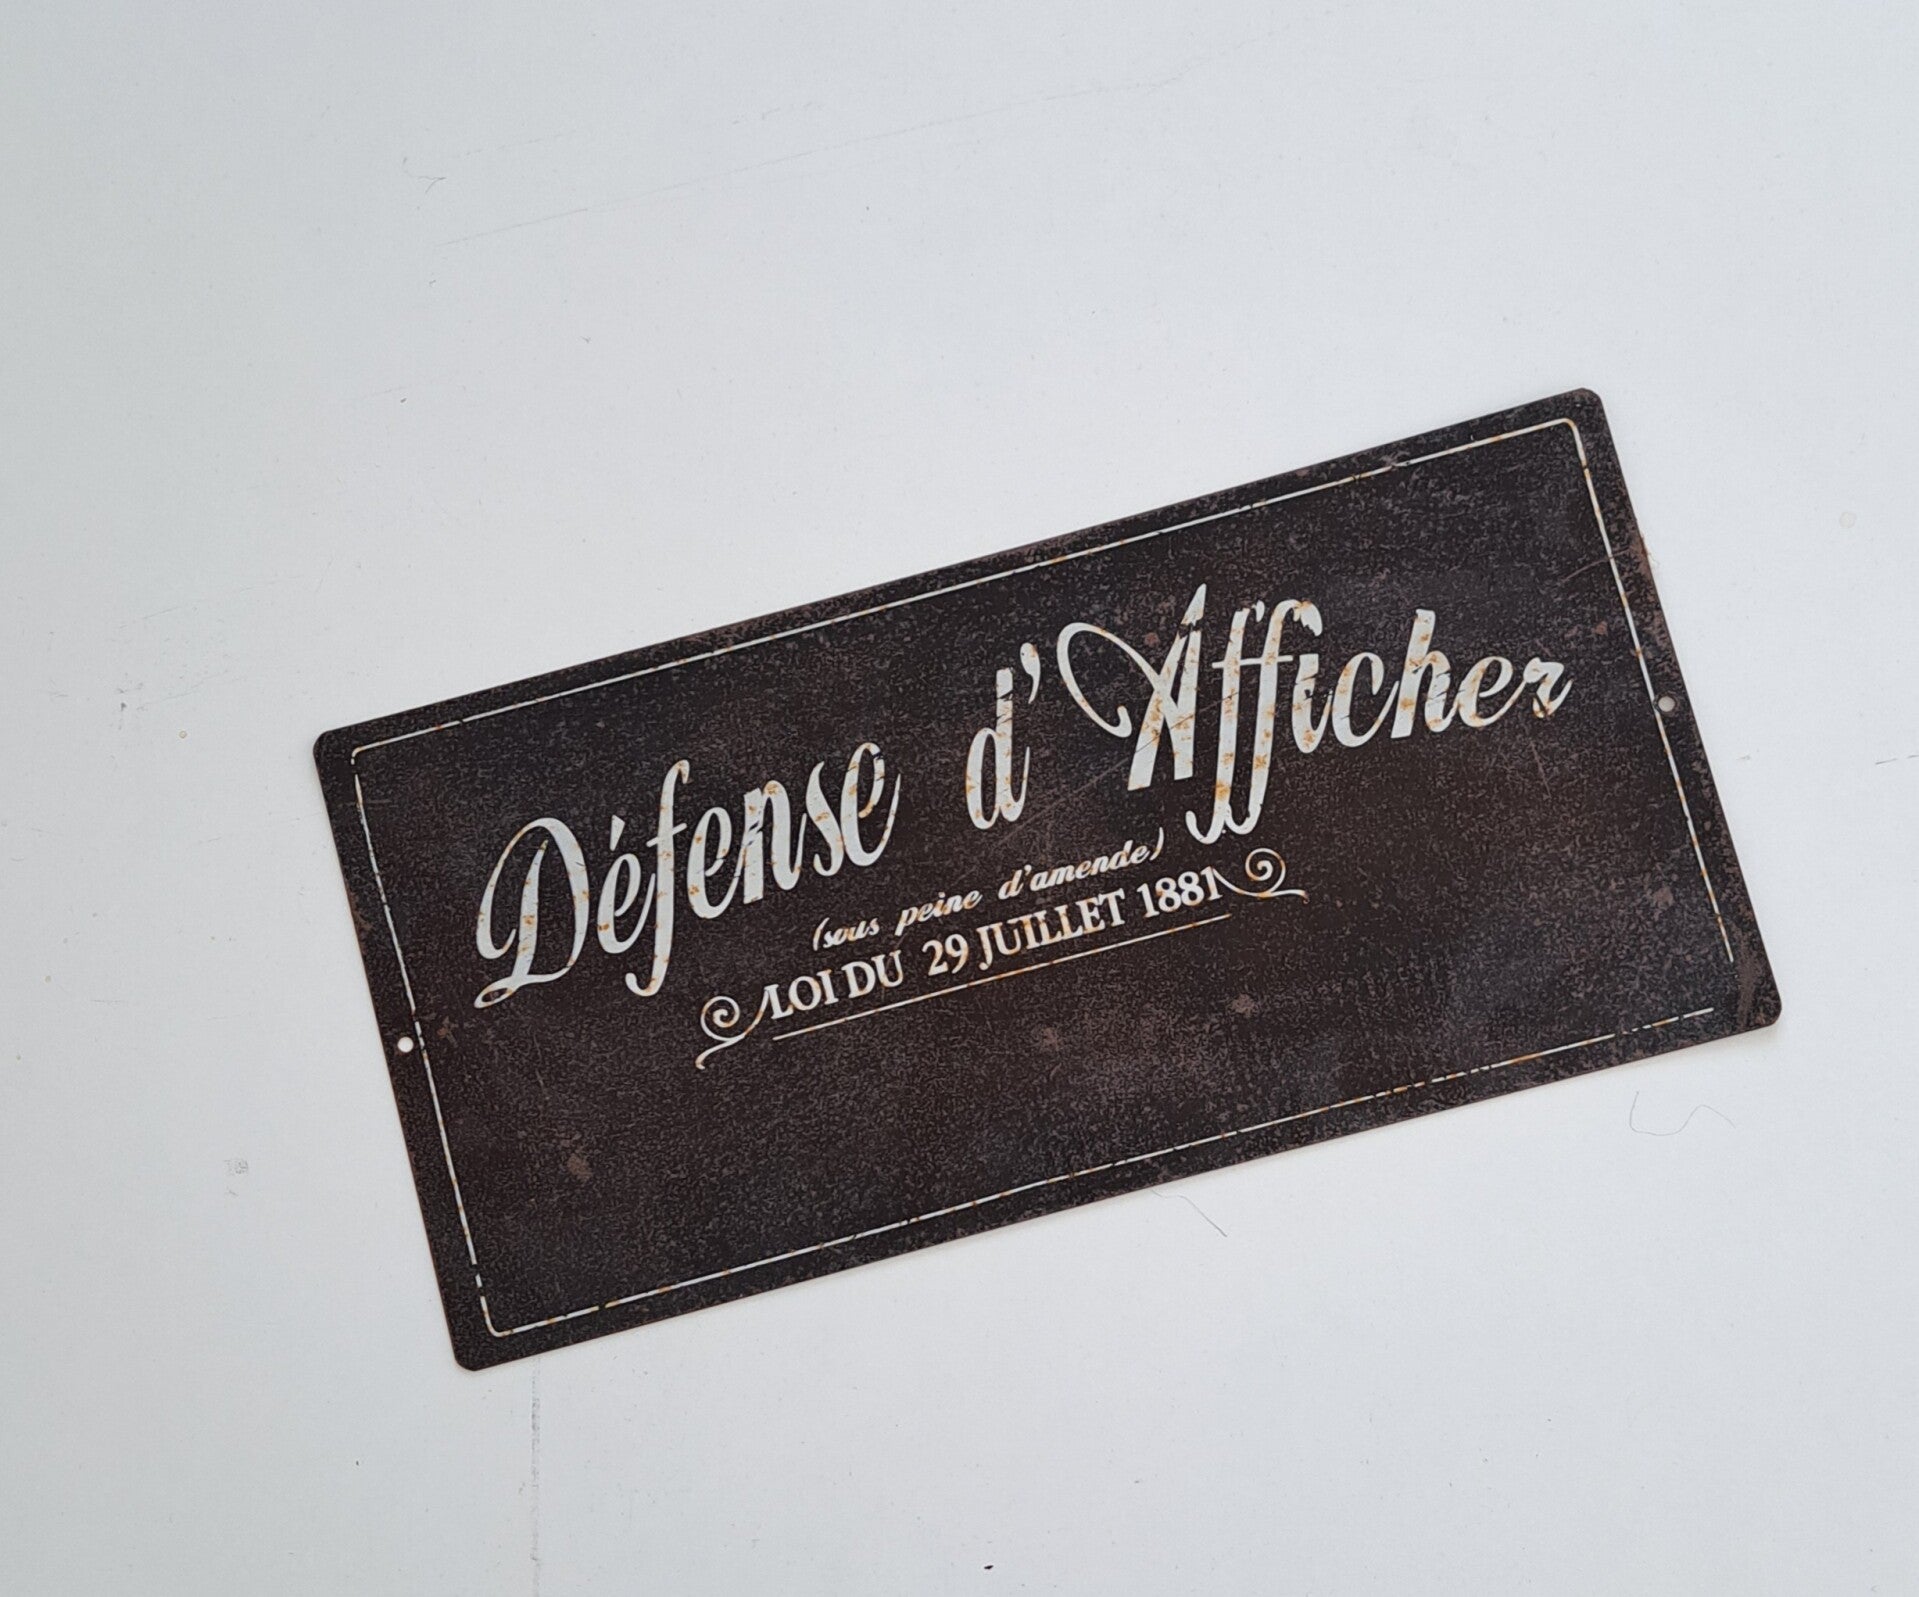 Défense d'Afficher
(sous peine d'amende)
LOI DU 29 JUILLET 1881